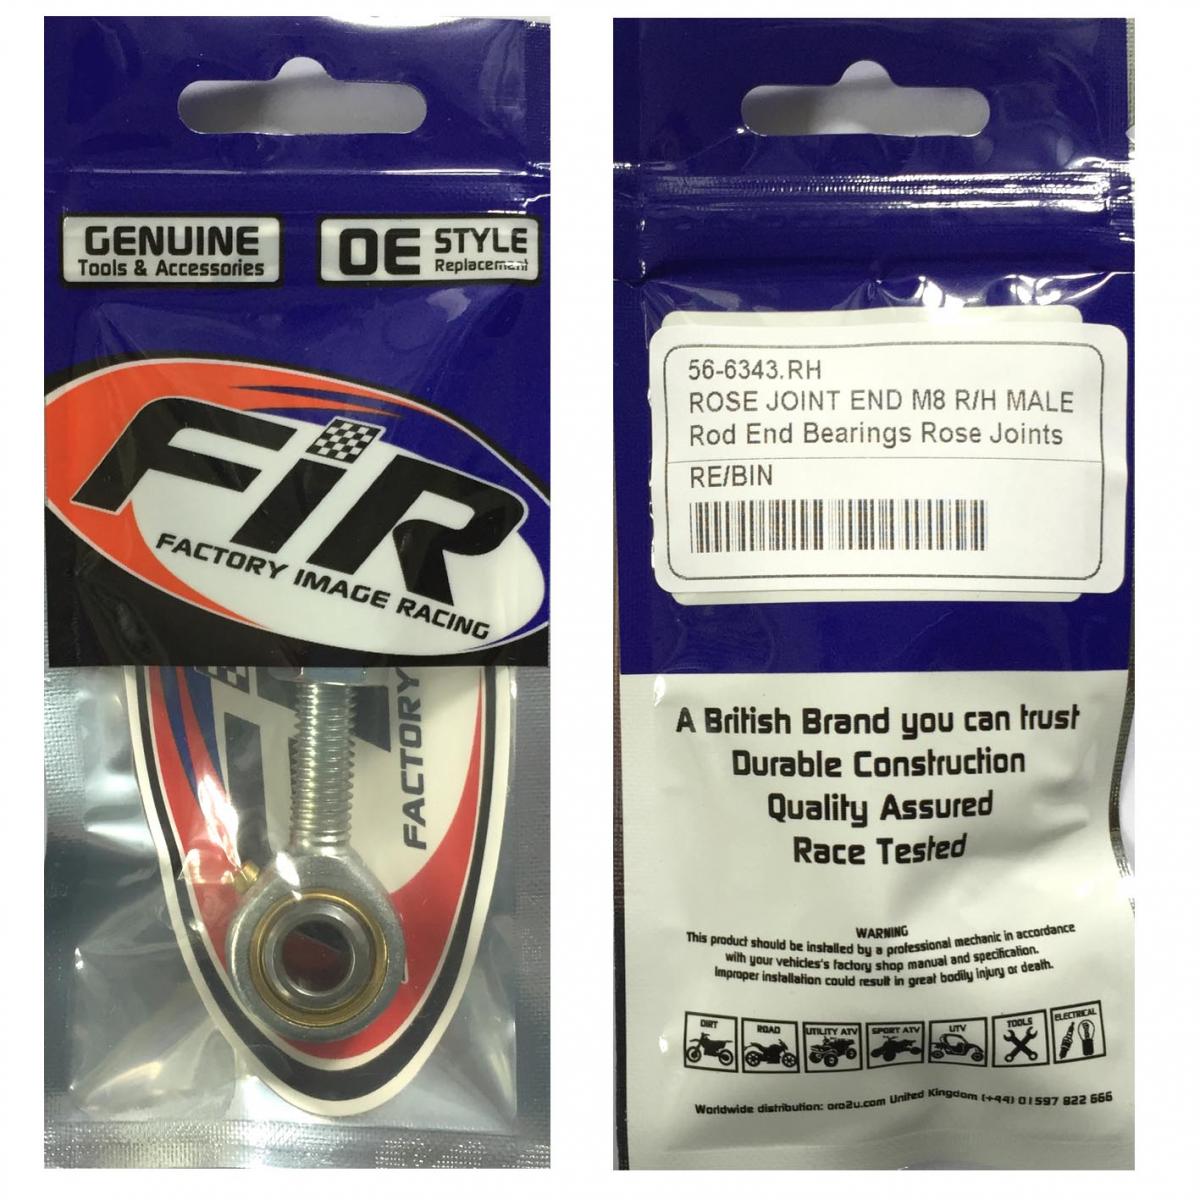 GENUINE
Tools & Accessories
OE STYLE
Replacement
FiR
FACTORY IMAGE RACING
FACTORY
56-6343.RH
ROSE JOINT END M8 R/H MALE
Rod End Bearings Rose Joints
RE/BIN
A British Brand you can trust
Durable Construction
Quality Assured
Race Tested
WARNING
This product should be installed by a professional mechanic in accordance
with your vehicles's factory shop manual and specification.
Improper installation could result in great bodily injury or death.
DIRT ROAD UTILITY ATV SPORT ATV UTV TOOLS ELECTRICAL
Worldwide distribution: oro2u.com United Kingdom (+44) 01597 822 666